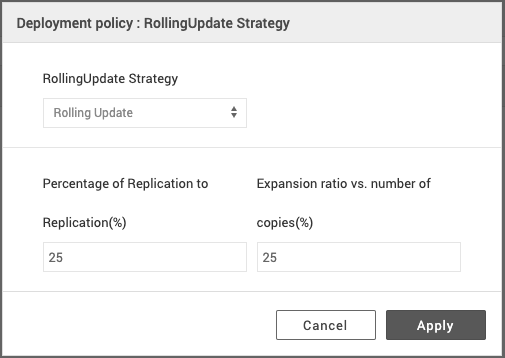 Deployment policy : RollingUpdate Strategy
RollingUpdate Strategy
Rolling Update
Percentage of Replication to
Replication(%)
25
Expansion ratio vs. number of
copies(%)
25
Cancel
Apply